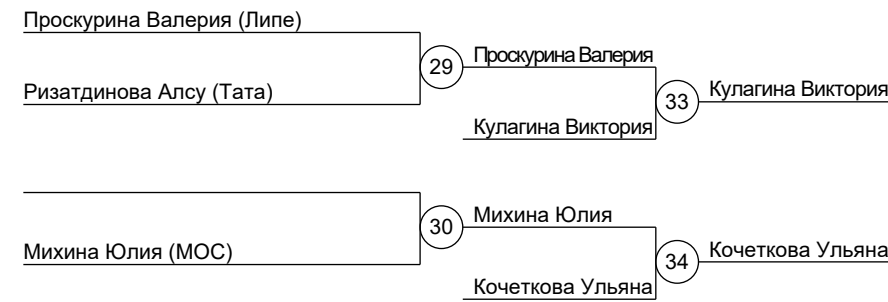 Проскурина Валерия (Липе)
29
Проскурина Валерия
Ризатдинова Алсу (Тата)
33
Кулагина Виктория
Кулагина Виктория
30
Михина Юлия
Михина Юлия (МОС)
34
Кочеткова Ульяна
Кочеткова Ульяна